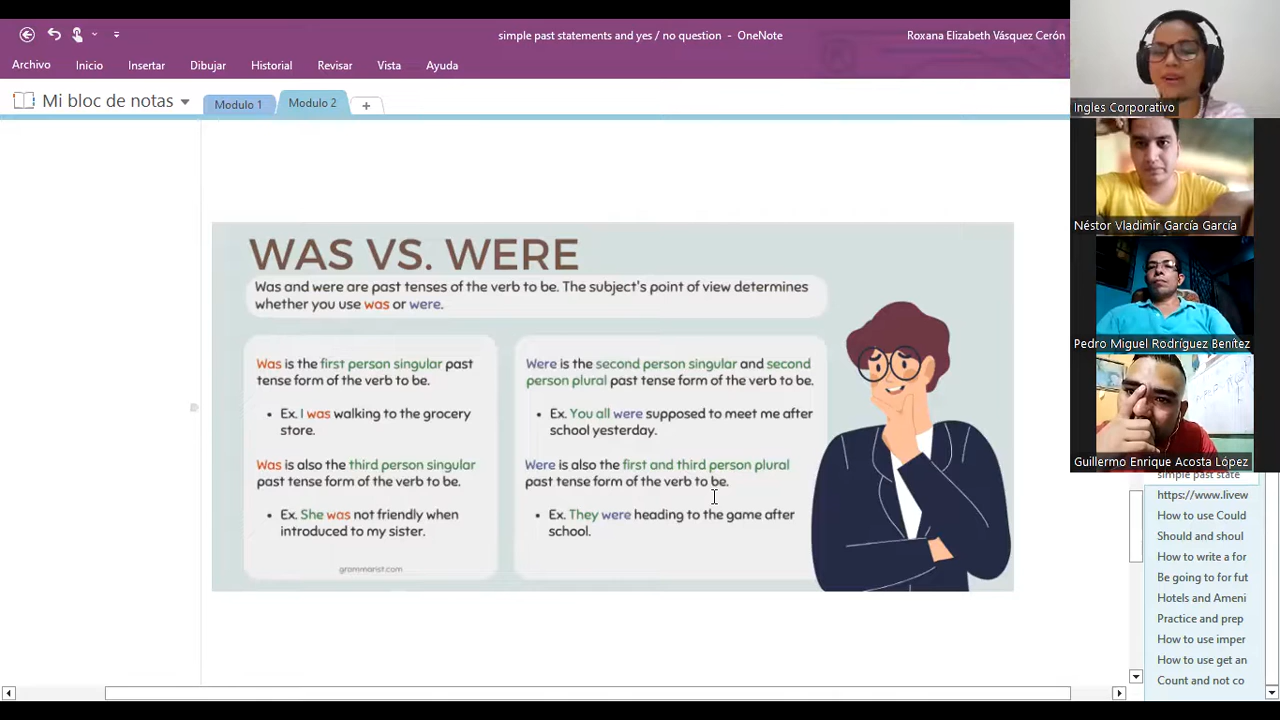 simple past statements and yes / no question - OneNote
Roxana Elizabeth Vásquez Cerón
Archivo Inicio Insertar Dibujar Historial Revisar Vista Ayuda
Mi bloc de notas
Modulo 1
Modulo 2
WAS VS. WERE
Was and were are past tenses of the verb to be. The subject's point of view determines
whether you use was or were.
Was is the first person singular past
tense form of the verb to be.
Ex. I was walking to the grocery
store.
Was is also the third person singular
past tense form of the verb to be.
Ex. She was not friendly when
introduced to my sister.
grammarist.com
Were is the second person singular and second
person plural past tense form of the verb to be.
Ex. You all were supposed to meet me after
school yesterday.
Were is also the first and third person plural
past tense form of the verb to be.
Ex. They were heading to the game after
school.
Ingles Corporativo
Néstor Vladimir García García
Pedro Miguel Rodríguez Benítez
Guillermo Enrique Acosta López
simple past state
https://www.livew
How to use Could
Should and shoul
How to write a for
Be going to for fut
Hotels and Ameni
Practice and prep
How to use imper
How to use get an
Count and not co